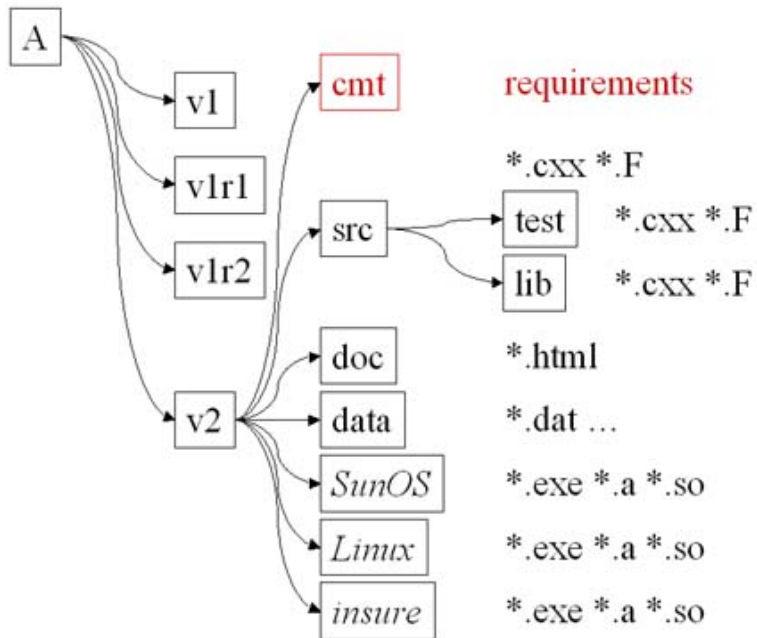 A
cmt requirements
v1
*.cxx *.F
v1r1
src test *.cxx *.F
v1r2
lib *.cxx *.F
doc *.html
v2 data *.dat ...
SunOS *.exe *.a *.so
Linux *.exe *.a *.so
insure *.exe *.a *.so